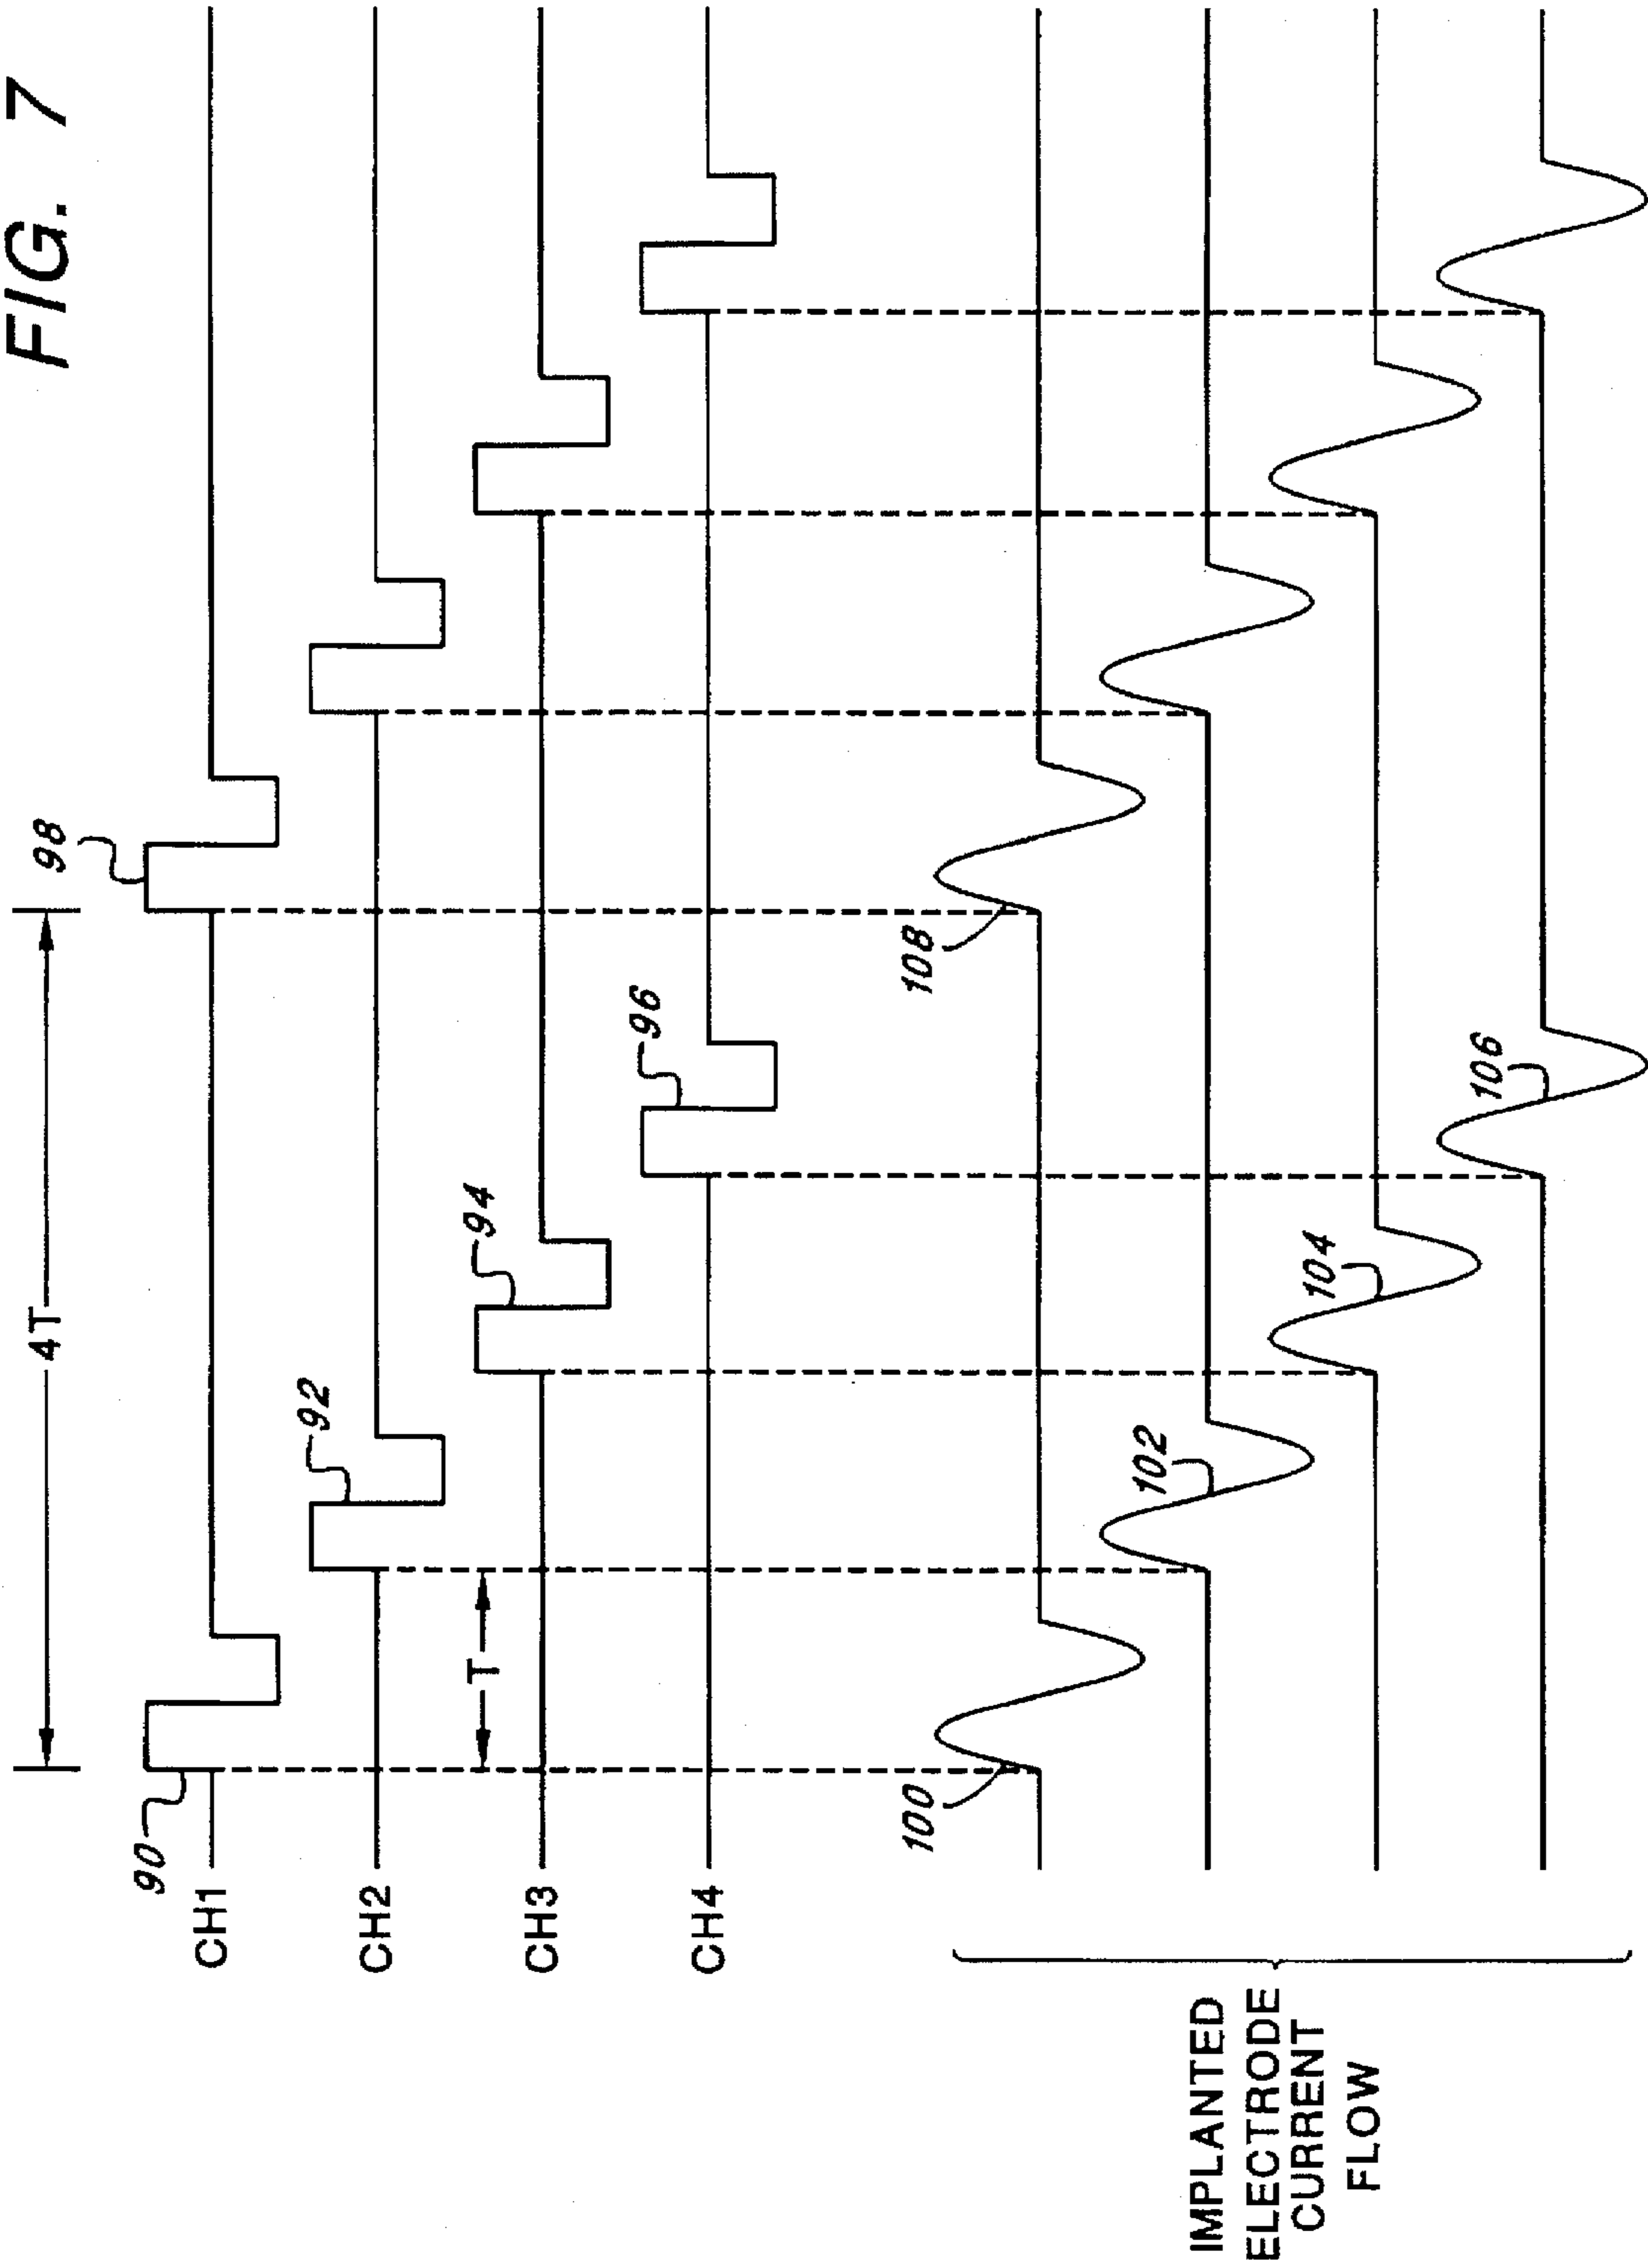 FIG. 7
4T
90
98
CH1
92
CH2
T
94
CH3
96
CH4
100
108
102
104
106
IMPLANTED
ELECTRODE
CURRENT
FLOW